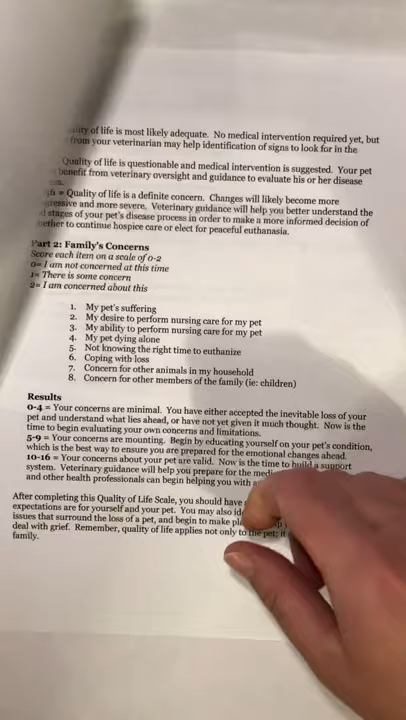 ity of life is most likely adequate. No medical intervention required yet, but
from your veterinarian may help identification of signs to look for in the
Quality of life is questionable and medical intervention is suggested. Your pet
benefit from veterinary oversight and guidance to evaluate his or her disease
= Quality of life is a definite concern. Changes will likely become more
and more severe. Veterinary guidance will help you better understand the
stages of your pet's disease process in order to make a more informed decision of
to continue hospice care or elect for peaceful euthanasia.
Part 2: Family's Concerns
Score each item on a scale of 0-2
0= I am not concerned at this time
1= There is some concern
2= I am concerned about this
1. My pet's suffering
2. My desire to perform nursing care for my pet
3. My ability to perform nursing care for my pet
4. My pet dying alone
5. Not knowing the right time to euthanize
6. Coping with loss
7. Concern for other animals in my household
8. Concern for other members of the family (ie: children)
Results
0-4 = Your concerns are minimal. You have either accepted the inevitable loss of your
pet and understand what lies ahead, or have not yet given it much thought. Now is the
time to begin evaluating your own concerns and limitations.
5-9 = Your concerns are mounting. Begin by educating yourself on your pet's condition,
which is the best way to ensure you are prepared for the emotional changes ahead.
10-16 = Your concerns about your pet are valid. Now is the time to build a support
system. Veterinary guidance will help you prepare for the medi
and other health professionals can begin helping you with a
After completing this Quality of Life Scale, you should have
expectations are for yourself and your pet. You may also id
issues that surround the loss of a pet, and begin to make pl
deal with grief. Remember, quality of life applies not only to the pet; it
family.